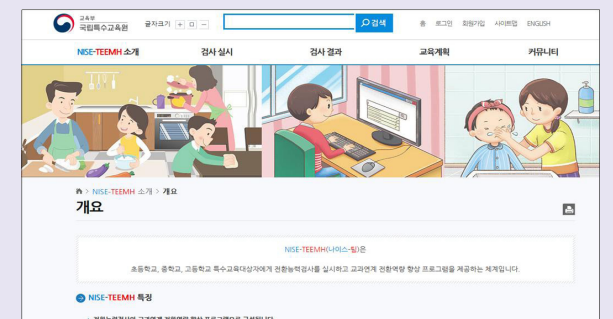 교육부
국립특수교육원
글자크기 + □ −
검색
홈 로그인 회원가입 사이트맵 ENGLISH
NISE-TEEMH 소개 검사 실시 검사 결과 교육계획 커뮤니티
> NISE-TEEMH 소개 > 개요
개요
NISE-TEEMH(나이스-팀)은
초등학교, 중학교, 고등학교 특수교육대상자에게 전환능력검사를 실시하고 교과연계 전환역량 향상 프로그램을 제공하는 체계입니다.
NISE-TEEMH 특징